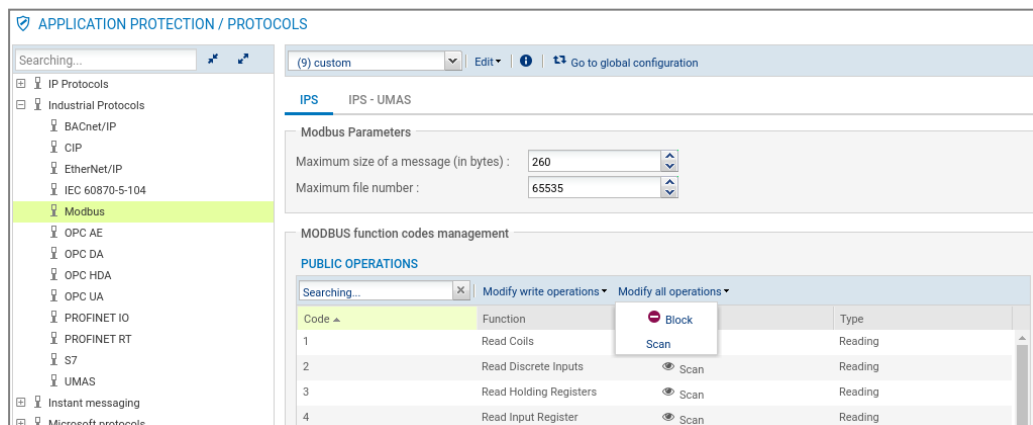 APPLICATION PROTECTION / PROTOCOLS
Searching...
IP Protocols
Industrial Protocols
BACnet/IP
CIP
EtherNet/IP
IEC 60870-5-104
Modbus
OPC AE
OPC DA
OPC HDA
OPC UA
PROFINET IO
PROFINET RT
S7
UMAS
Instant messaging
Microsoft protocols
(9) custom Edit Go to global configuration
IPS IPS - UMAS
Modbus Parameters
Maximum size of a message (in bytes) : 260
Maximum file number : 65535
MODBUS function codes management
PUBLIC OPERATIONS
Searching... Modify write operations Modify all operations
Block
Scan
Code Function Type
1 Read Coils Reading
2 Read Discrete Inputs Scan Reading
3 Read Holding Registers Scan Reading
4 Read Input Register Scan Reading